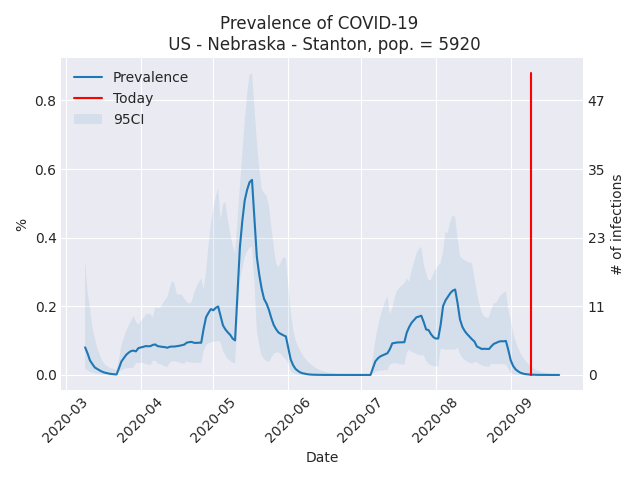 Prevalence of COVID-19
US - Nebraska - Stanton, pop. = 5920
Prevalence
Today
95CI
%
0.8
0.6
0.4
0.2
0.0
47
35
23
11
0
# of infections
2020-03
2020-04
2020-05
2020-06
2020-07
2020-08
2020-09
Date